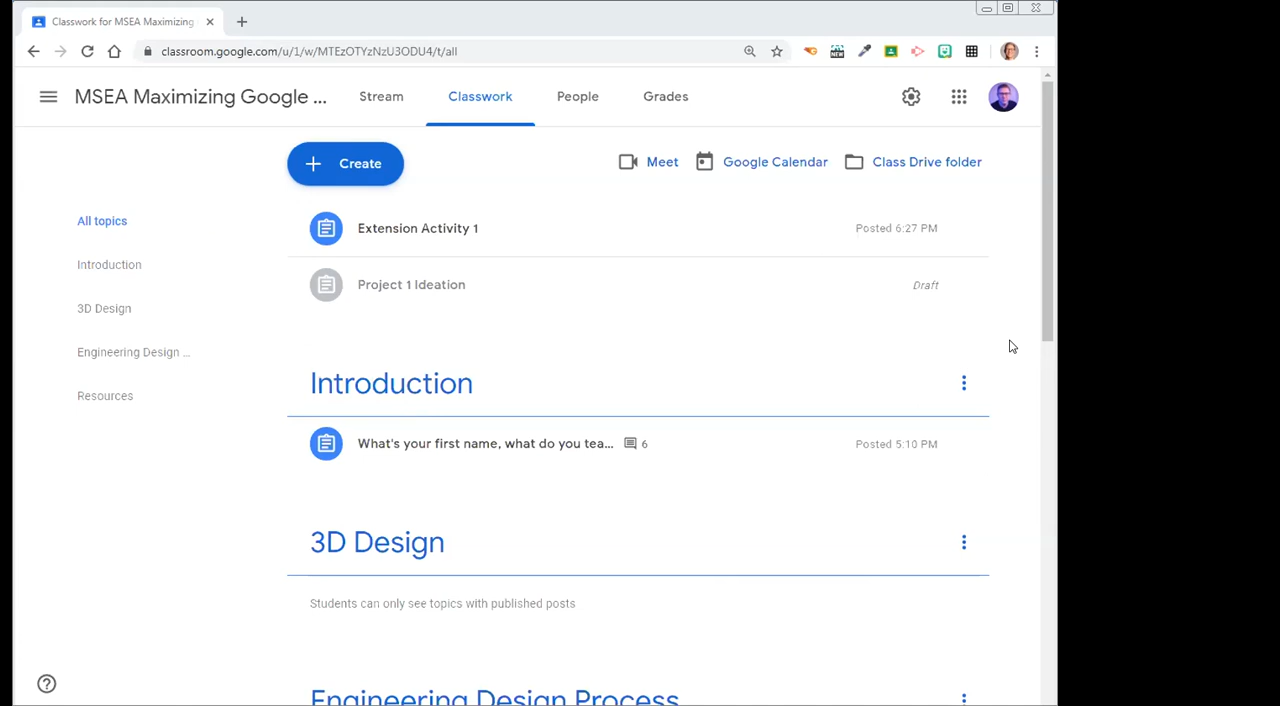 Classwork for MSEA Maximizing
classroom.google.com/u/1/w/MTEzOTYzNzU3ODU4/t/all
MSEA Maximizing Google ...
Stream
Classwork
People
Grades
Create
Meet
Google Calendar
Class Drive folder
All topics
Introduction
3D Design
Engineering Design ...
Resources
Extension Activity 1
Posted 6:27 PM
Project 1 Ideation
Draft
Introduction
What's your first name, what do you tea...
6
Posted 5:10 PM
3D Design
Students can only see topics with published posts
Engineering Design Process